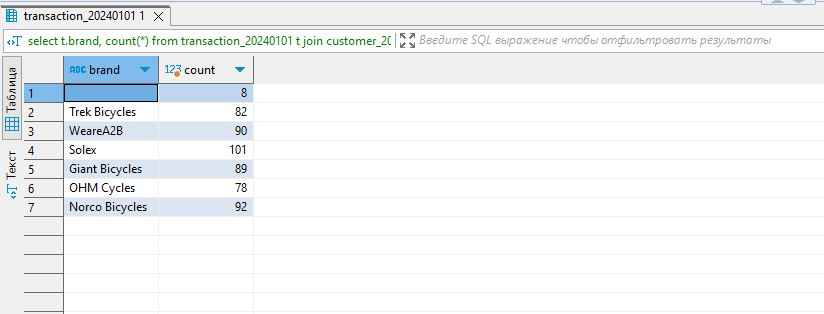 transaction_20240101 1
select t.brand, count(*) from transaction_20240101 t join customer_20 Введите SQL выражение чтобы отфильтровать результаты
Таблица
Текст
ABC brand 123 count
1 8
2 Trek Bicycles 82
3 WeareA2B 90
4 Solex 101
5 Giant Bicycles 89
6 OHM Cycles 78
7 Norco Bicycles 92